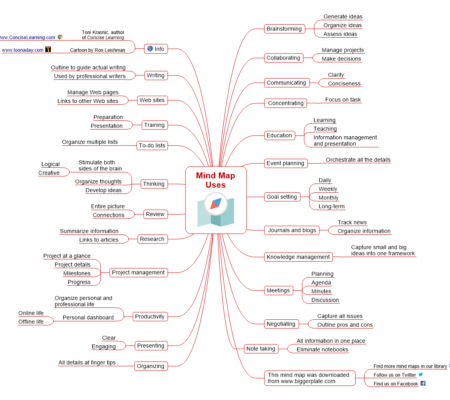 Mind Map
Uses
Toni Krasnic, author
of Concise Learning
www.ConciseLearning.com
www.toonaday.com
Cartoon by Ron Leishman
Info
Outline to guide actual writing
Used by professional writers
Writing
Manage Web pages
Links to other Web sites
Web sites
Preparation
Presentation
Training
Organize multiple lists
To-do lists
Logical
Creative
Stimulate both
sides of the brain
Organize thoughts
Develop ideas
Thinking
Entire picture
Connections
Review
Summarize information
Links to articles
Research
Project at a glance
Project details
Milestones
Progress
Project management
Organize personal and
professional life
Online life
Offline life
Personal dashboard
Productivity
Clear
Engaging
Presenting
All details at finger tips
Organizing
Brainstorming
Generate ideas
Organize ideas
Assess ideas
Collaborating
Manage projects
Make decisions
Communicating
Clarify
Conciseness
Concentrating
Focus on task
Education
Learning
Teaching
Information management
and presentation
Event planning
Orchestrate all the details
Goal setting
Daily
Weekly
Monthly
Long-term
Journals and blogs
Track news
Organize information
Knowledge management
Capture small and big
ideas into one framework
Meetings
Planning
Agenda
Minutes
Discussion
Negotiating
Capture all issues
Outline pros and cons
Note taking
All information in one place
Eliminate notebooks
This mind map was downloaded
from www.biggerplate.com
Find more mind maps in our library
Follow us on Twitter
Find us on Facebook